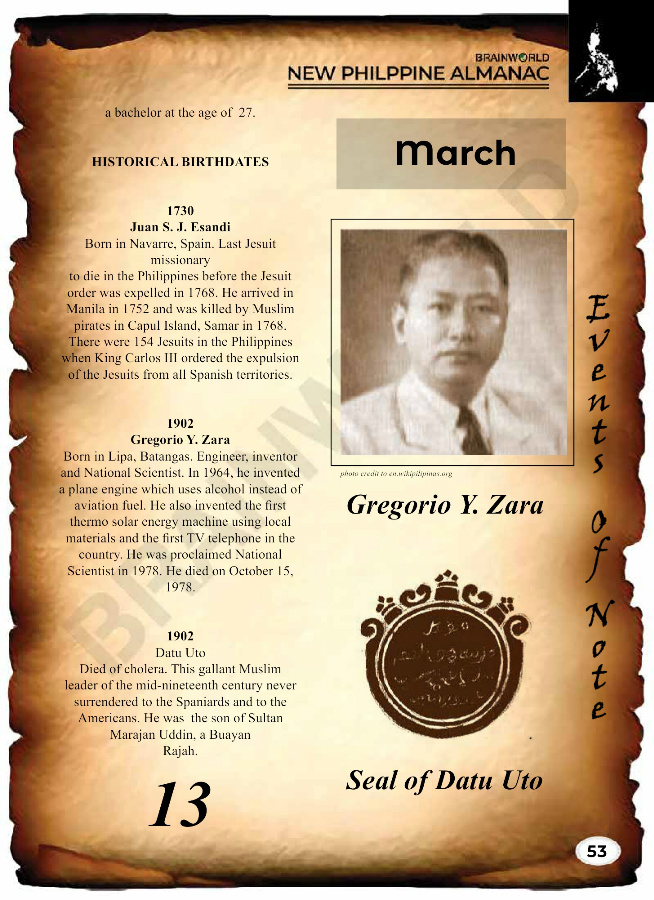 BRAINWORLD
NEW PHILPPINE ALMANAC
a bachelor at the age of 27.
HISTORICAL BIRTHDATES
1730
Juan S. J. Esandi
Born in Navarre, Spain. Last Jesuit
missionary
to die in the Philippines before the Jesuit
order was expelled in 1768. He arrived in
Manila in 1752 and was killed by Muslim
pirates in Capul Island, Samar in 1768.
There were 154 Jesuits in the Philippines
when King Carlos III ordered the expulsion
of the Jesuits from all Spanish territories.
1902
Gregorio Y. Zara
Born in Lipa, Batangas. Engineer, inventor
and National Scientist. In 1964, he invented
a plane engine which uses alcohol instead of
aviation fuel. He also invented the first
thermo solar energy machine using local
materials and the first TV telephone in the
country. He was proclaimed National
Scientist in 1978. He died on October 15,
1978.
1902
Datu Uto
Died of cholera. This gallant Muslim
leader of the mid-nineteenth century never
surrendered to the Spaniards and to the
Americans. He was the son of Sultan
Marajan Uddin, a Buayan
Rajah.
13
March
photo credit to en.wikipilipinas.org
Gregorio Y. Zara
Seal of Datu Uto
Events of Note
53